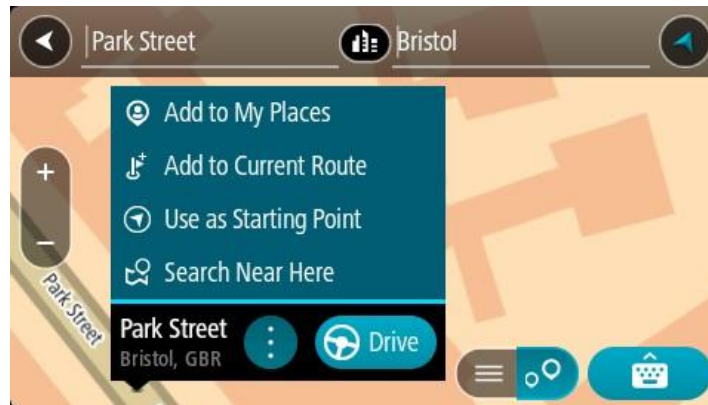 Park Street
Bristol
Add to My Places
Add to Current Route
Use as Starting Point
Search Near Here
+
−
Park Street
Park Street
Drive
Bristol, GBR